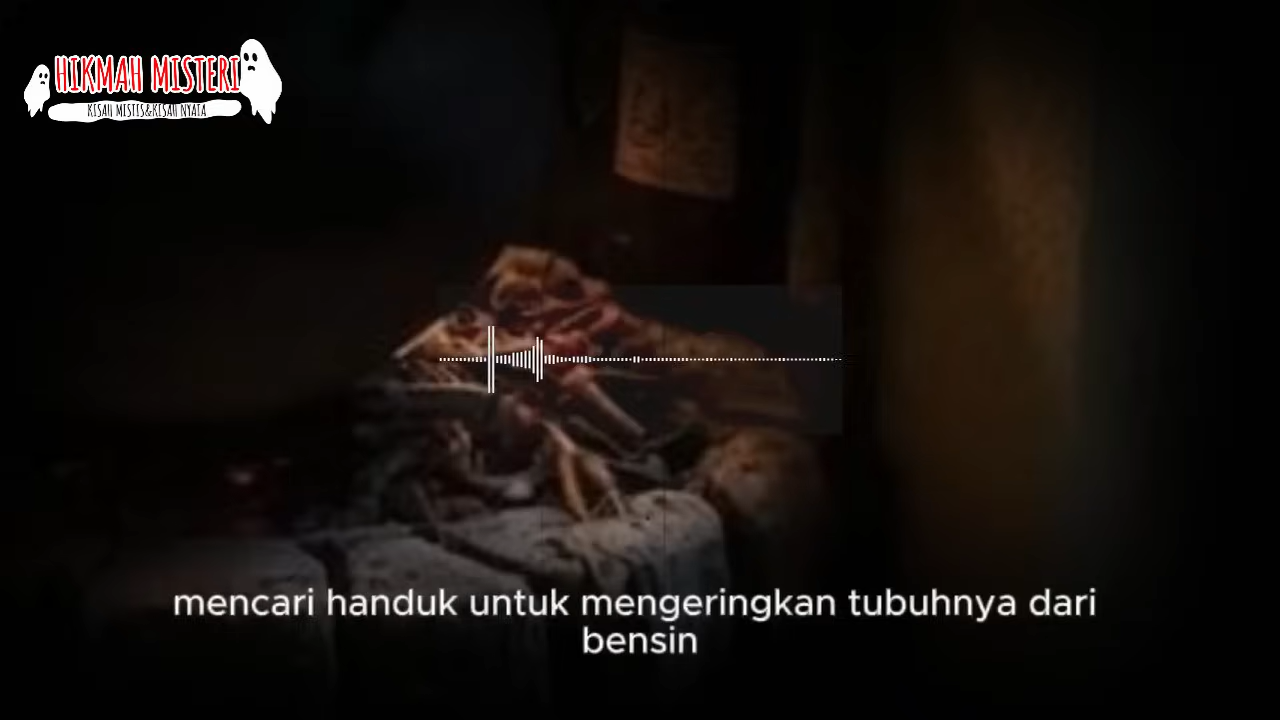 HIKMAH MISTERI
KISAH MISTIS&KISAH NYATA
mencari handuk untuk mengeringkan tubuhnya dari
bensin